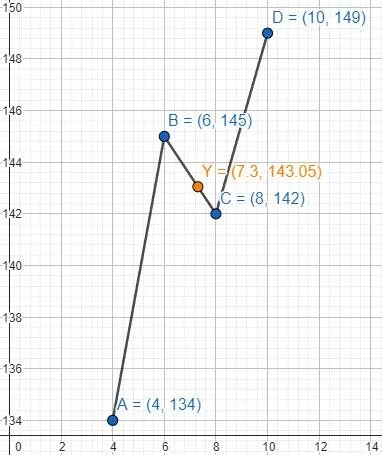 150
D = (10, 149)
148
146
B = (6, 145)
144
Y = (7.3, 143.05)
C = (8, 142)
142
140
138
136
A = (4, 134)
134
0 2 4 6 8 10 12 14